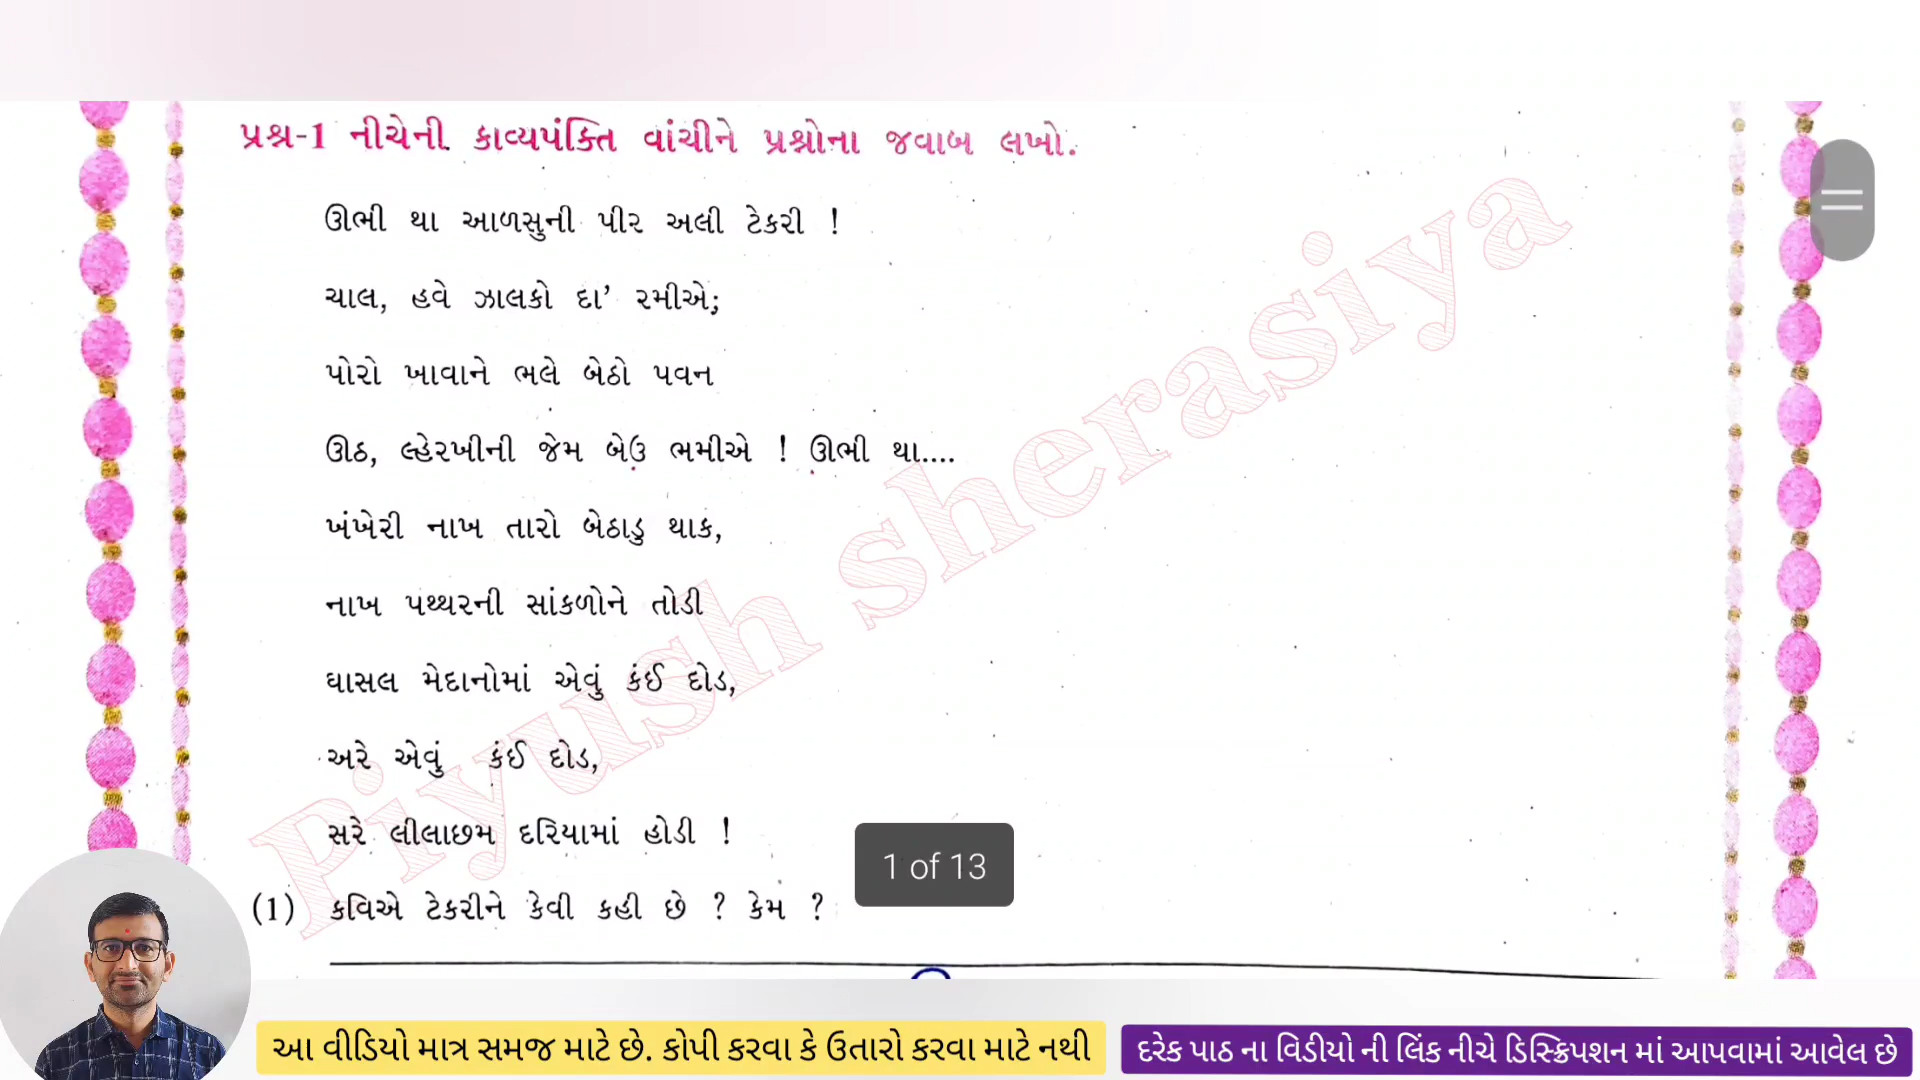 પ્રશ્ન-1 નીચેની કાવ્યપંક્તિ વાંચીને પ્રશ્નોના જવાબ લખો.
ઊભી થા આળસુની પીર અલી ટેકરી !
ચાલ, હવે ઝાલકો દા’ રમીએ;
પોરો ખાવાને ભલે બેઠો પવન
ઊઠ, લ્હેરખીની જેમ બેઉ ભમીએ ! ઊભી થા....
ખંખેરી નાખ તારો બેઠાડુ થાક,
નાખ પથ્થરની સાંકળોને તોડી
ઘાસલ મેદાનોમાં એવું કંઈ દોડ,
અરે એવું કંઈ દોડ,
સરે લીલાછમ દરિયામાં હોડી !
(1) કવિએ ટેકરીને કેવી કહી છે ? કેમ ?
1 of 13
Piyush sherasiya
આ વીડિયો માત્ર સમજ માટે છે. કોપી કરવા કે ઉતારો કરવા માટે નથી
દરેક પાઠ ના વિડીયો ની લિંક નીચે ડિસ્ક્રિપશન માં આપવામાં આવેલ છે